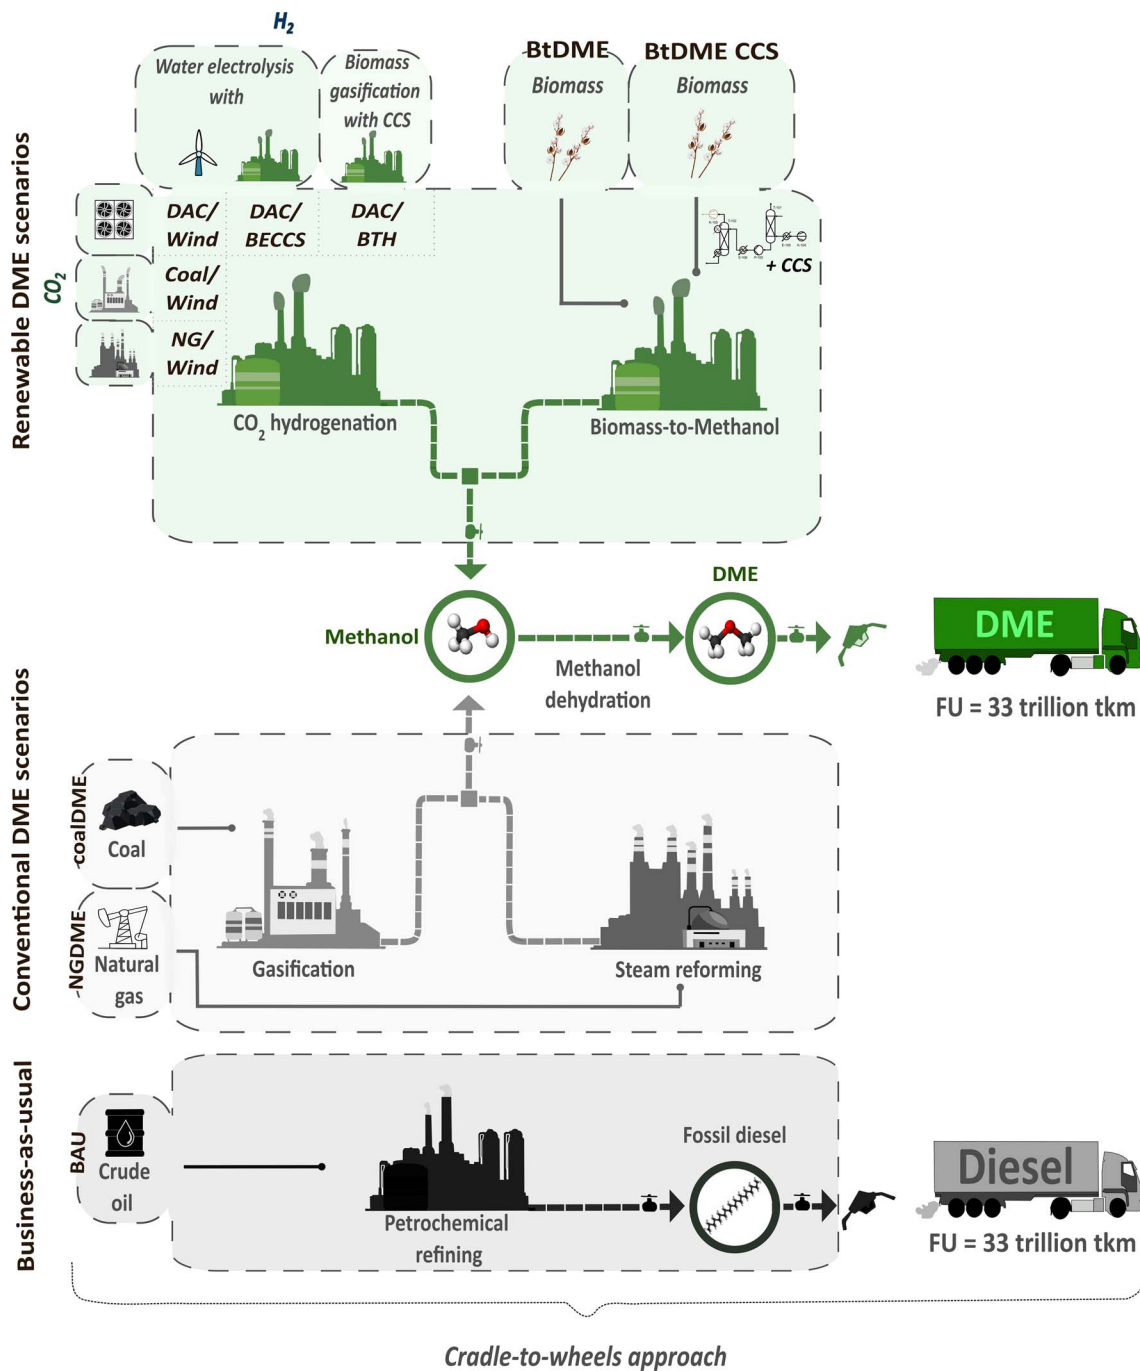 H2
Water electrolysis
with
Biomass
gasification
with CCS
BtDME
Biomass
BtDME CCS
Biomass
Renewable DME scenarios
CO2
DAC/
Wind
DAC/
BECCS
DAC/
BTH
Coal/
Wind
NG/
Wind
+ CCS
CO2 hydrogenation
Biomass-to-Methanol
Methanol
DME
Methanol
dehydration
DME
FU = 33 trillion tkm
Conventional DME scenarios
coalDME
Coal
NGDME
Natural
gas
Gasification
Steam reforming
Business-as-usual
BAU
Crude
oil
Petrochemical
refining
Fossil diesel
Diesel
FU = 33 trillion tkm
Cradle-to-wheels approach